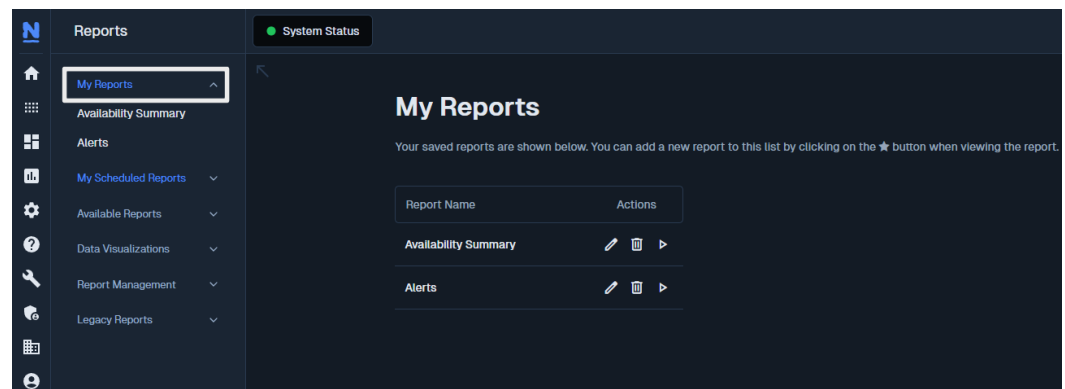 N
Reports
System Status
My Reports
Availability Summary
Alerts
My Scheduled Reports
Available Reports
Data Visualizations
Report Management
Legacy Reports
My Reports
Your saved reports are shown below. You can add a new report to this list by clicking on the ★ button when viewing the report.
Report Name Actions
Availability Summary
Alerts